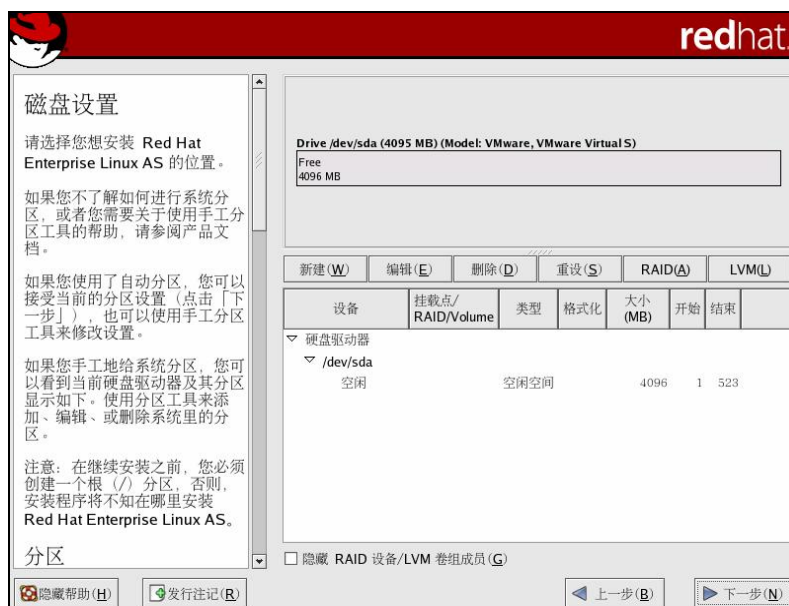 redhat.
磁盘设置
请选择您想安装 Red Hat
Enterprise Linux AS 的位置。
如果您不了解如何进行系统分
区，或者您需要关于使用手工分
区工具的帮助，请参阅产品文
档。
如果您使用了自动分区，您可以
接受当前的分区设置（点击「下
一步」），也可以使用手工分区
工具来修改设置。
如果您手工地给系统分区，您可
以看到当前硬盘驱动器及其分区
显示如下。使用分区工具来添
加、编辑、或删除系统里的分
区。
注意：在继续安装之前，您必须
创建一个根（/）分区，否则，
安装程序将不知在哪里安装
Red Hat Enterprise Linux AS。
分区
Drive /dev/sda (4095 MB) (Model: VMware, VMware Virtual S)
Free
4096 MB
新建(W) 编辑(E) 删除(D) 重设(S) RAID(A) LVM(L)
设备 挂载点/ RAID/Volume 类型 格式化 大小 (MB) 开始 结束
硬盘驱动器
/dev/sda
空闲 空闲空间 4096 1 523
隐藏 RAID 设备/LVM 卷组成员(G)
隐藏帮助(H) 发行注记(R) 上一步(B) 下一步(N)